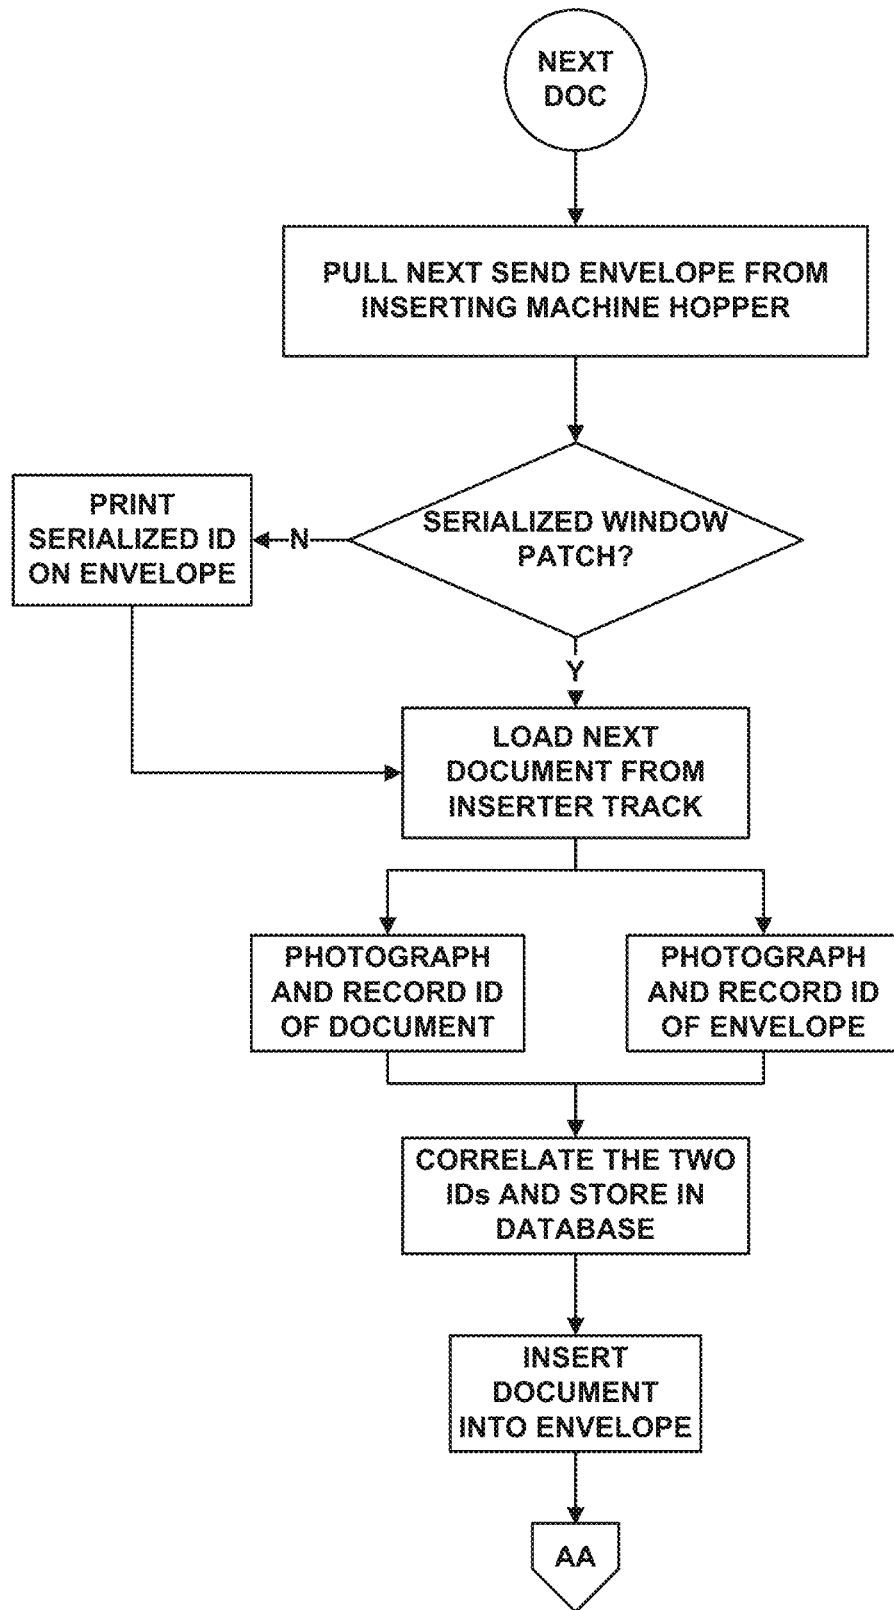 NEXT
DOC
PULL NEXT SEND ENVELOPE FROM
INSERTING MACHINE HOPPER
SERIALIZED WINDOW
PATCH?
N
PRINT
SERIALIZED ID
ON ENVELOPE
Y
LOAD NEXT
DOCUMENT FROM
INSERTER TRACK
PHOTOGRAPH
AND RECORD ID
OF DOCUMENT
PHOTOGRAPH
AND RECORD ID
OF ENVELOPE
CORRELATE THE TWO
IDs AND STORE IN
DATABASE
INSERT
DOCUMENT
INTO ENVELOPE
AA